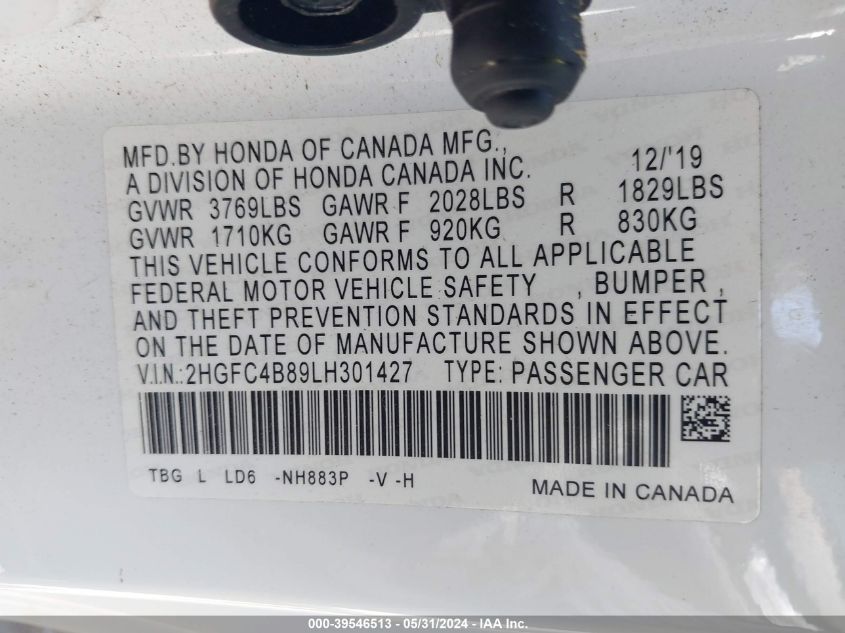 MFD.BY HONDA OF CANADA MFG., 12/'19
A DIVISION OF HONDA CANADA INC.
GVWR 3769LBS GAWR F 2028LBS R 1829LBS
GVWR 1710KG GAWR F 920KG R 830KG
THIS VEHICLE CONFORMS TO ALL APPLICABLE
FEDERAL MOTOR VEHICLE SAFETY , BUMPER ,
AND THEFT PREVENTION STANDARDS IN EFFECT
ON THE DATE OF MANUFACTURE SHOWN ABOVE.
V.I.N.:2HGFC4B89LH301427 TYPE: PASSENGER CAR
TBG L LD6 -NH883P -V -H MADE IN CANADA
000-39546513 - 05/31/2024 - IAAI.com